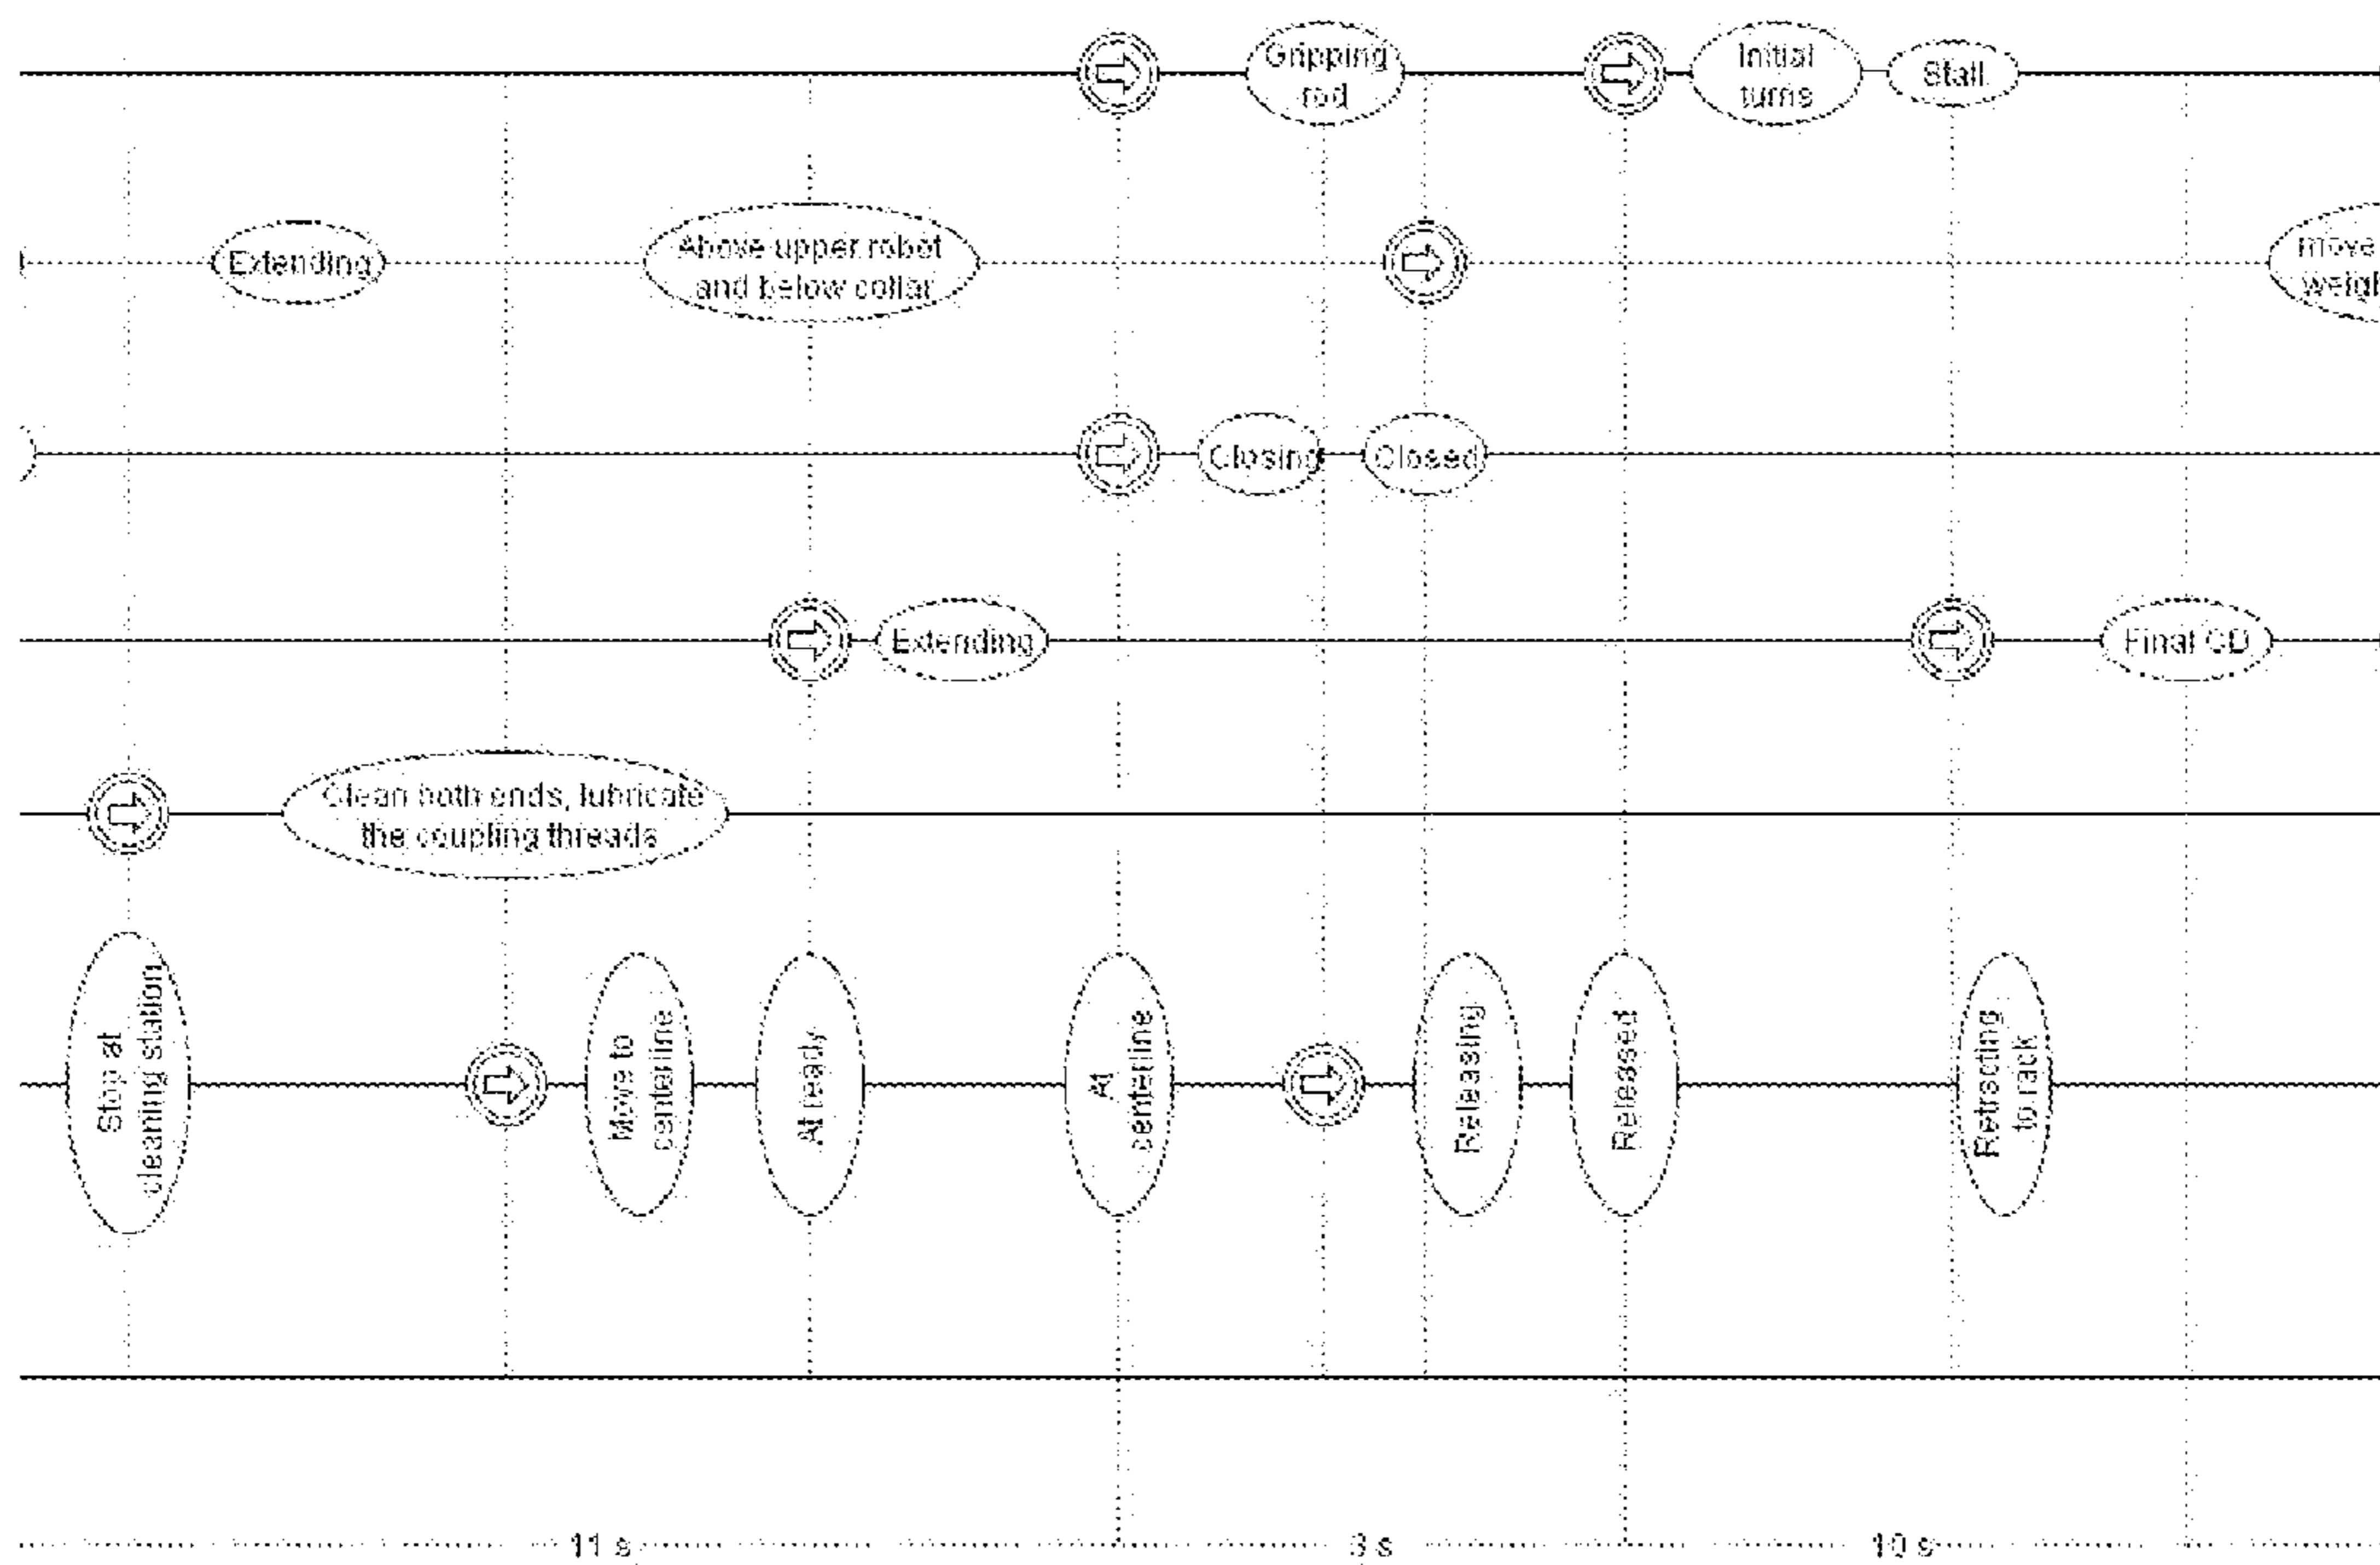 Gripping
rod
Initial
turns
Stall
Extending
Above upper robot
and below collar
move
Closing
Closed
Extending
Final CD
Clean both ends, lubricate
the coupling threads
Stop at
cleaning station
Move to
centerline
At ready
At
centerline
Releasing
Released
Retracting
to rack
11 s
10 s